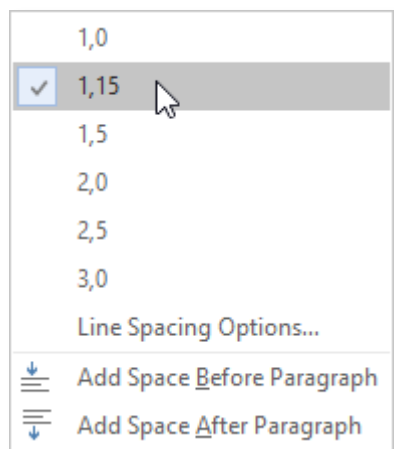 1,0
1,15
1,5
2,0
2,5
3,0
Line Spacing Options...
Add Space Before Paragraph
Add Space After Paragraph